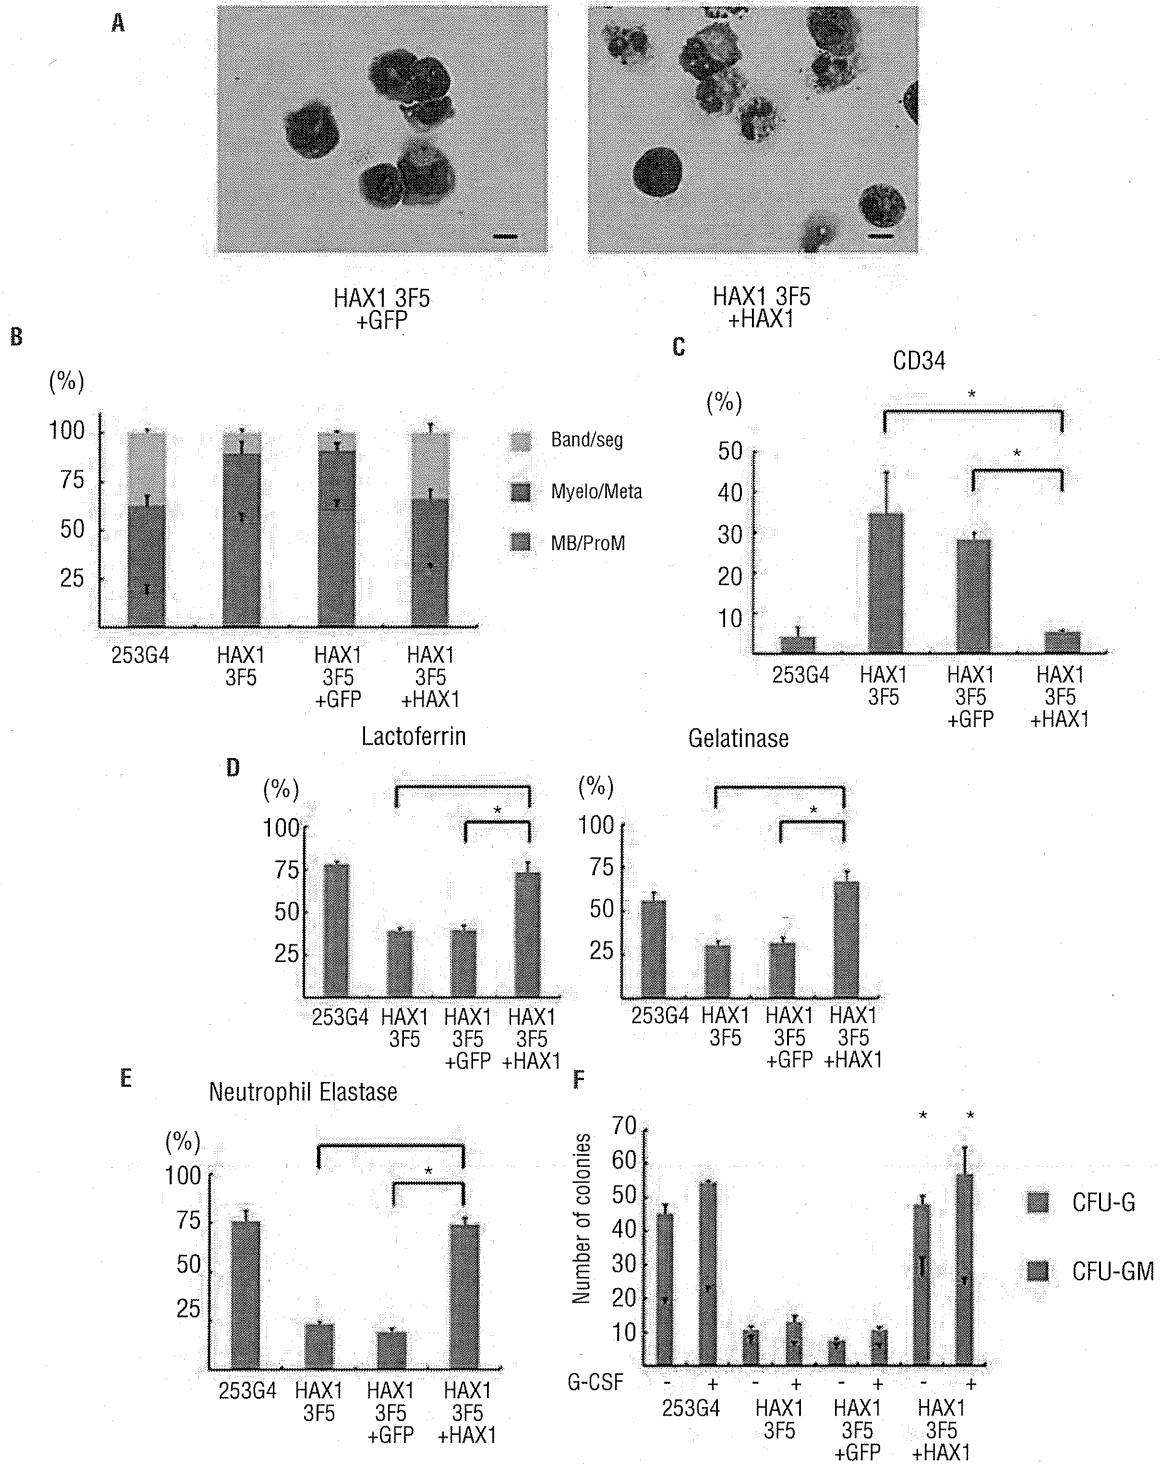 A
HAX1 3F5
+GFP
HAX1 3F5
+HAX1
B
(%)
100
75
50
25
253G4
HAX1
3F5
HAX1
3F5
+GFP
HAX1
3F5
+HAX1
Band/seg
Myelo/Meta
MB/ProM
C
CD34
(%)
*
*
50
40
30
20
10
253G4
HAX1
3F5
HAX1
3F5
+GFP
HAX1
3F5
+HAX1
D
Lactoferrin
(%)
*
100
75
50
25
253G4
HAX1
3F5
HAX1
3F5
+GFP
HAX1
3F5
+HAX1
Gelatinase
(%)
*
100
75
50
25
253G4
HAX1
3F5
HAX1
3F5
+GFP
HAX1
3F5
+HAX1
E
Neutrophil Elastase
(%)
*
100
75
50
25
253G4
HAX1
3F5
HAX1
3F5
+GFP
HAX1
3F5
+HAX1
F
Number of colonies
* *
70
60
50
40
30
20
10
G-CSF - + - + - + - +
253G4
HAX1
3F5
HAX1
3F5
+GFP
HAX1
3F5
+HAX1
CFU-G
CFU-GM